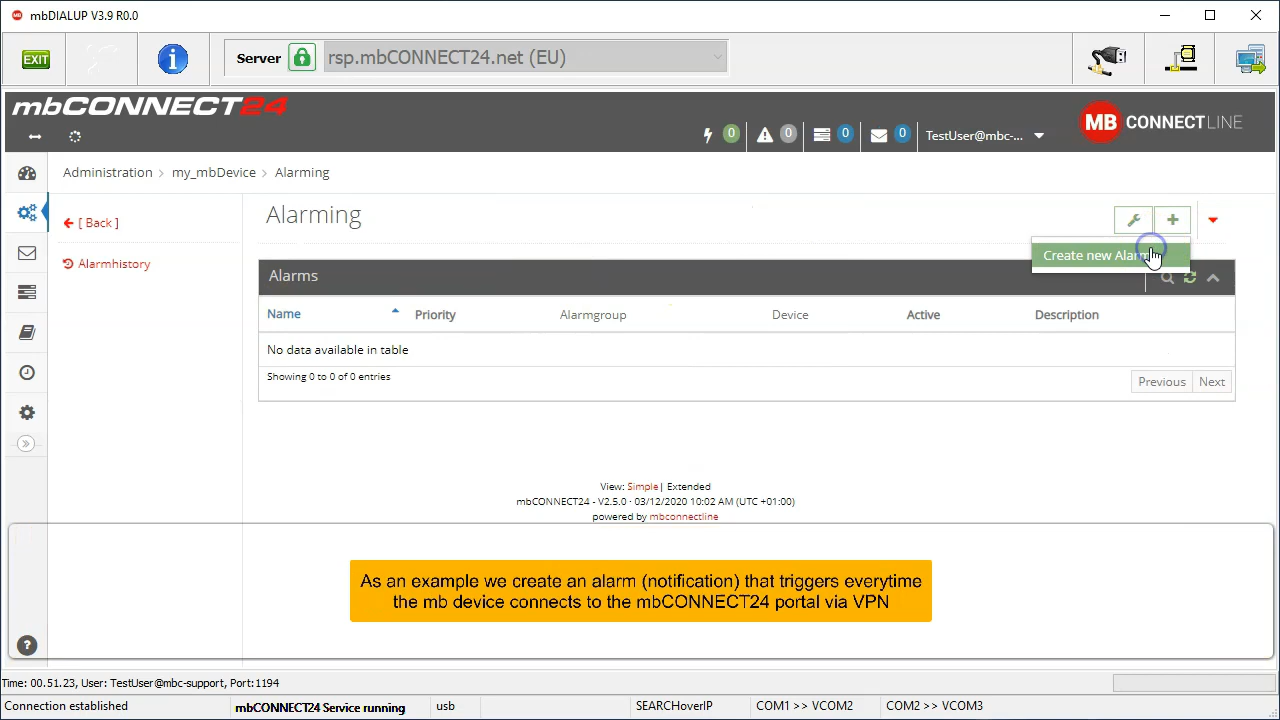 mbDIALUP V3.9 R0.0
EXIT
Server
rsp.mbCONNECT24.net (EU)
mbCONNECT24
0
0
0
0
TestUser@mbc-...
MB CONNECTLINE
Administration > my_mbDevice > Alarming
[ Back ]
Alarmhistory
Alarming
Create new Alarm
Alarms
Name Priority Alarmgroup Device Active Description
No data available in table
Showing 0 to 0 of 0 entries
Previous Next
View: Simple | Extended
mbCONNECT24 - V2.5.0 · 03/12/2020 10:02 AM (UTC +01:00)
powered by mbconnectline
As an example we create an alarm (notification) that triggers everytime
the mb device connects to the mbCONNECT24 portal via VPN
Time: 00.51.23, User: TestUser@mbc-support, Port:1194
Connection established mbCONNECT24 Service running usb SEARCHoverIP COM1 >> VCOM2 COM2 >> VCOM3